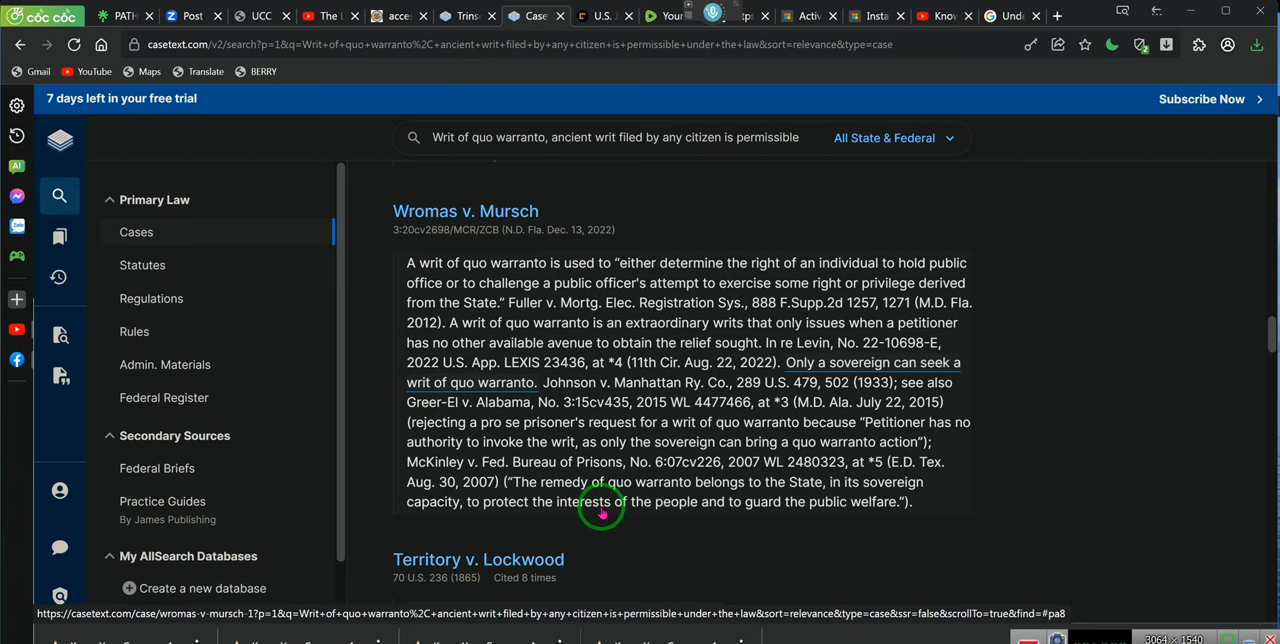 cốc cốc
PATH
Post
UCC
The L
acces
Trins
Case
U.S. J
Your
tps
Activ
Insta
Know
Unde
casetext.com/v2/search?p=1&q=Writ+of+quo+warranto%2C+ancient+writ+filed+by+any+citizen+is+permissible+under+the+law&sort=relevance&type=case
2
Gmail
YouTube
Maps
Translate
BERRY
7 days left in your free trial
Subscribe Now
AI
Writ of quo warranto, ancient writ filed by any citizen is permissible
All State & Federal
Primary Law
Cases
Statutes
Regulations
Rules
Admin. Materials
Federal Register
Secondary Sources
Federal Briefs
Practice Guides
By James Publishing
My AllSearch Databases
Create a new database
Zalo
Wromas v. Mursch
3:20cv2698/MCR/ZCB (N.D. Fla. Dec. 13, 2022)
A writ of quo warranto is used to “either determine the right of an individual to hold public
office or to challenge a public officer's attempt to exercise some right or privilege derived
from the State.” Fuller v. Mortg. Elec. Registration Sys., 888 F.Supp.2d 1257, 1271 (M.D. Fla.
2012). A writ of quo warranto is an extraordinary writs that only issues when a petitioner
has no other available avenue to obtain the relief sought. In re Levin, No. 22-10698-E,
2022 U.S. App. LEXIS 23436, at *4 (11th Cir. Aug. 22, 2022). Only a sovereign can seek a
writ of quo warranto. Johnson v. Manhattan Ry. Co., 289 U.S. 479, 502 (1933); see also
Greer-El v. Alabama, No. 3:15cv435, 2015 WL 4477466, at *3 (M.D. Ala. July 22, 2015)
(rejecting a pro se prisoner's request for a writ of quo warranto because “Petitioner has no
authority to invoke the writ, as only the sovereign can bring a quo warranto action”);
McKinley v. Fed. Bureau of Prisons, No. 6:07cv226, 2007 WL 2480323, at *5 (E.D. Tex.
Aug. 30, 2007) (“The remedy of quo warranto belongs to the State, in its sovereign
capacity, to protect the interests of the people and to guard the public welfare.”).
Territory v. Lockwood
70 U.S. 236 (1865) Cited 8 times
https://casetext.com/case/wromas-v-mursch-1?p=1&q=Writ+of+quo+warranto%2C+ancient+writ+filed+by+any+citizen+is+permissible+under+the+law&sort=relevance&type=case&ssr=false&scrollTo=true&find=#pa8
3064 × 1540